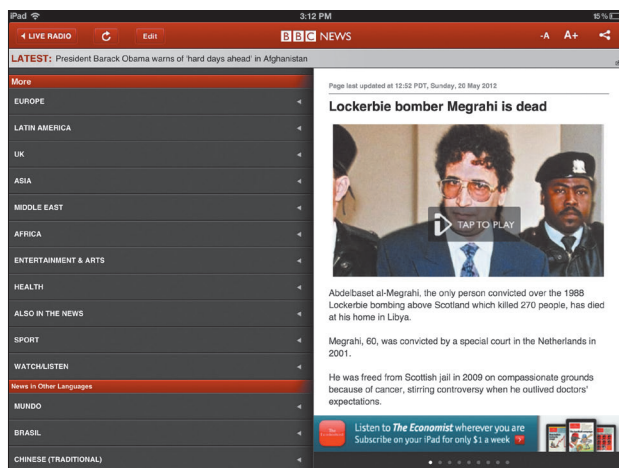 iPad 3:12 PM 15%
LIVE RADIO Edit BBC NEWS -A A+
LATEST: President Barack Obama warns of 'hard days ahead' in Afghanistan
More
EUROPE
LATIN AMERICA
UK
ASIA
MIDDLE EAST
AFRICA
ENTERTAINMENT & ARTS
HEALTH
ALSO IN THE NEWS
SPORT
WATCH/LISTEN
News in Other Languages
MUNDO
BRASIL
CHINESE (TRADITIONAL)
Page last updated at 12:52 PDT, Sunday, 20 May 2012
Lockerbie bomber Megrahi is dead
TAP TO PLAY
Abdelbaset al-Megrahi, the only person convicted over the 1988
Lockerbie bombing above Scotland which killed 270 people, has died
at his home in Libya.
Megrahi, 60, was convicted by a special court in the Netherlands in
2001.
He was freed from Scottish jail in 2009 on compassionate grounds
because of cancer, stirring controversy when he outlived doctors'
expectations.
Listen to The Economist wherever you are
Subscribe on your iPad for only $1 a week